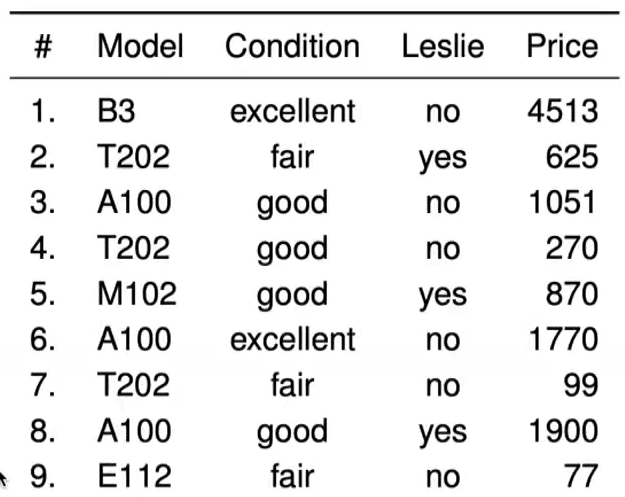 # Model Condition Leslie Price
1. B3 excellent no 4513
2. T202 fair yes 625
3. A100 good no 1051
4. T202 good no 270
5. M102 good yes 870
6. A100 excellent no 1770
7. T202 fair no 99
8. A100 good yes 1900
9. E112 fair no 77